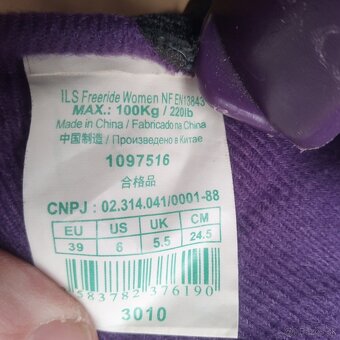 ILS Freeride Women NF EN13843
MAX.: 100Kg / 220lb
Made in China / Fabricado na China
中国制造 / Произведено в Китае
1097516
合格品
CNPJ : 02.314.041/0001-88
EU US UK CM
39 6 5.5 24.5
583782 376190
3010